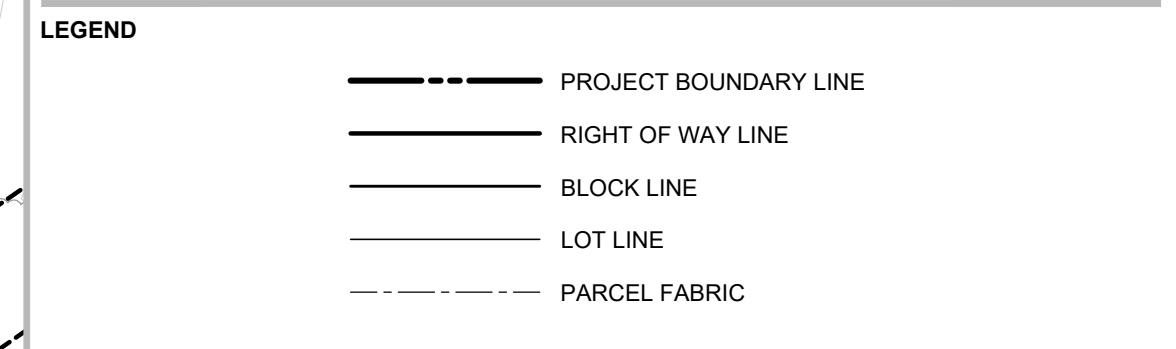 LEGEND
PROJECT BOUNDARY LINE
RIGHT OF WAY LINE
BLOCK LINE
LOT LINE
PARCEL FABRIC